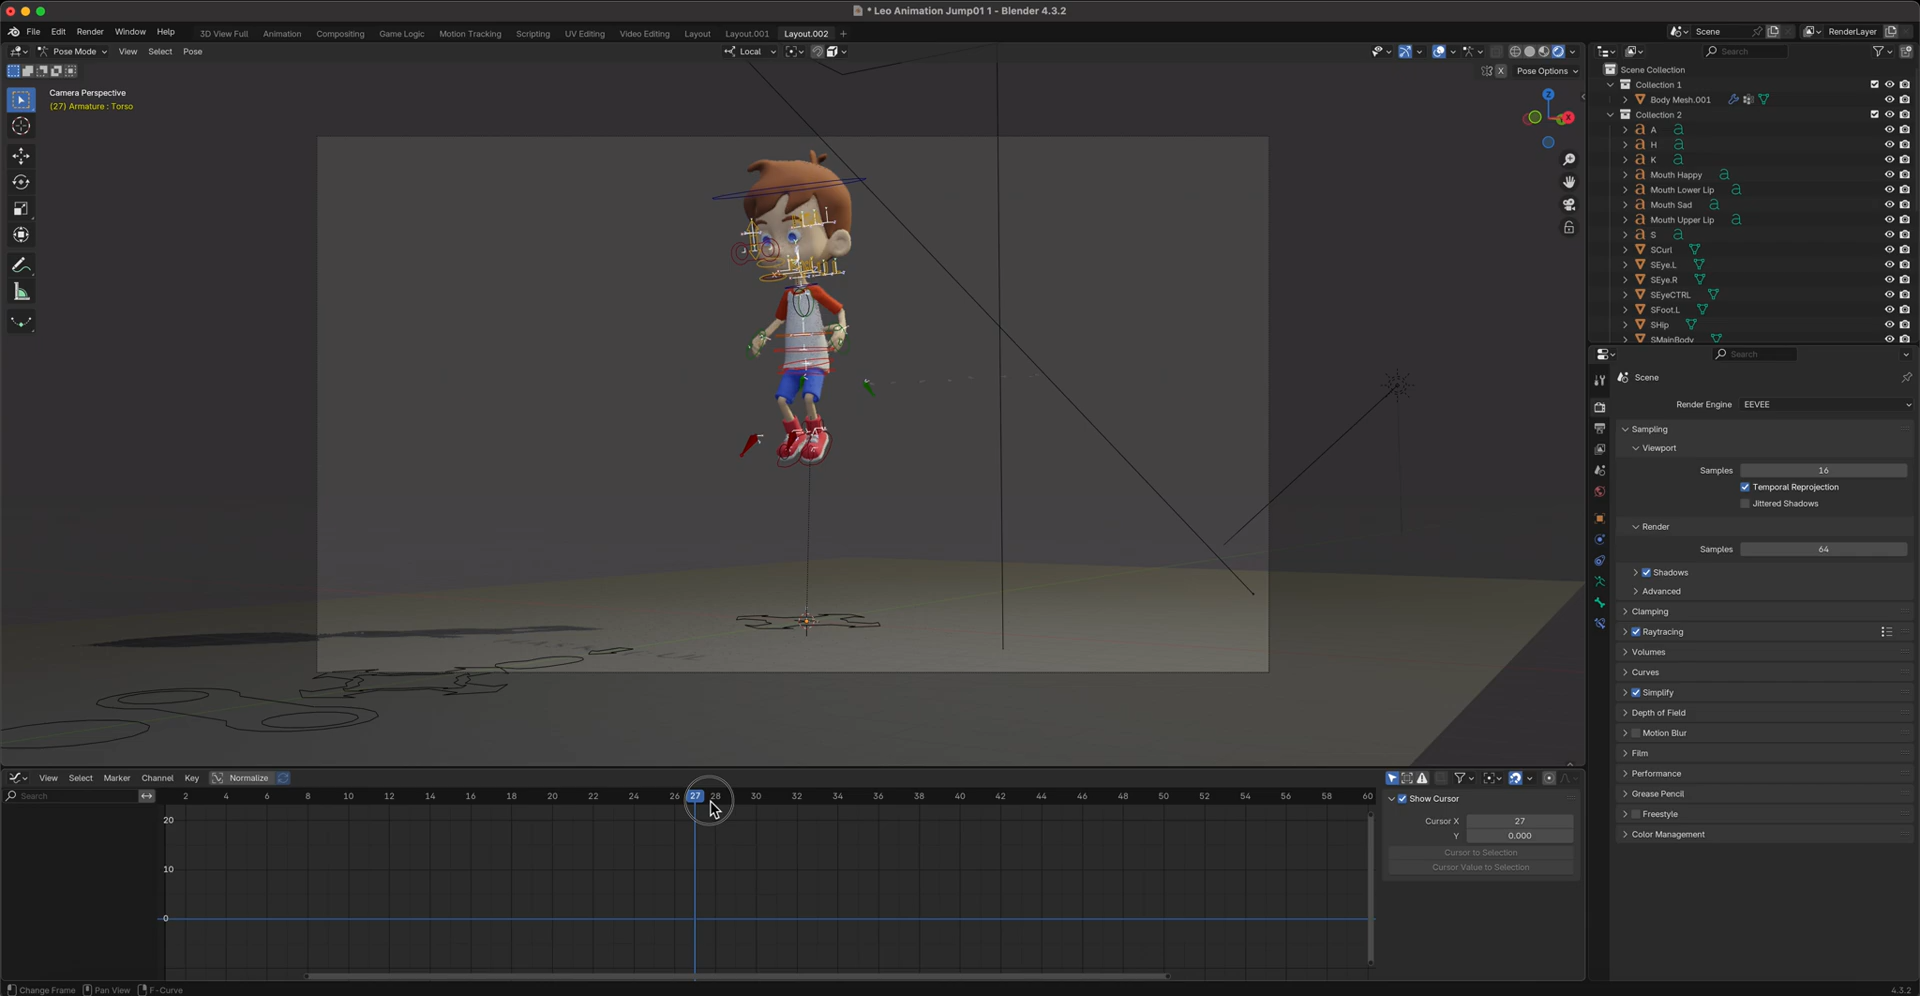 * Leo Animation Jump01 1 - Blender 4.3.2
File Edit Render Window Help 3D View Full Animation Compositing Game Logic Motion Tracking Scripting UV Editing Video Editing Layout Layout.001 Layout.002 + Scene RenderLayer
Pose Mode View Select Pose Local Search
X Pose Options
Camera Perspective
(27) Armature : Torso
Z
X
Scene Collection
Collection 1
Body Mesh.001
Collection 2
A
H
K
Mouth Happy
Mouth Lower Lip
Mouth Sad
Mouth Upper Lip
S
SCurl
SEye.L
SEye.R
SEyeCTRL
SFoot.L
SHip
SMainBody
Search
Scene
Render Engine EEVEE
Sampling
Viewport
Samples 16
Temporal Reprojection
Jittered Shadows
Render
Samples 64
Shadows
Advanced
Clamping
Raytracing
Volumes
Curves
Simplify
Depth of Field
Motion Blur
Film
Performance
Grease Pencil
Freestyle
Color Management
View Select Marker Channel Key Normalize
Search 2 4 6 8 10 12 14 16 18 20 22 24 26 27 28 30 32 34 36 38 40 42 44 46 48 50 52 54 56 58 60
20
10
0
Show Cursor
Cursor X 27
Y 0.000
Cursor to Selection
Cursor Value to Selection
Change Frame Pan View F-Curve 4.3.2